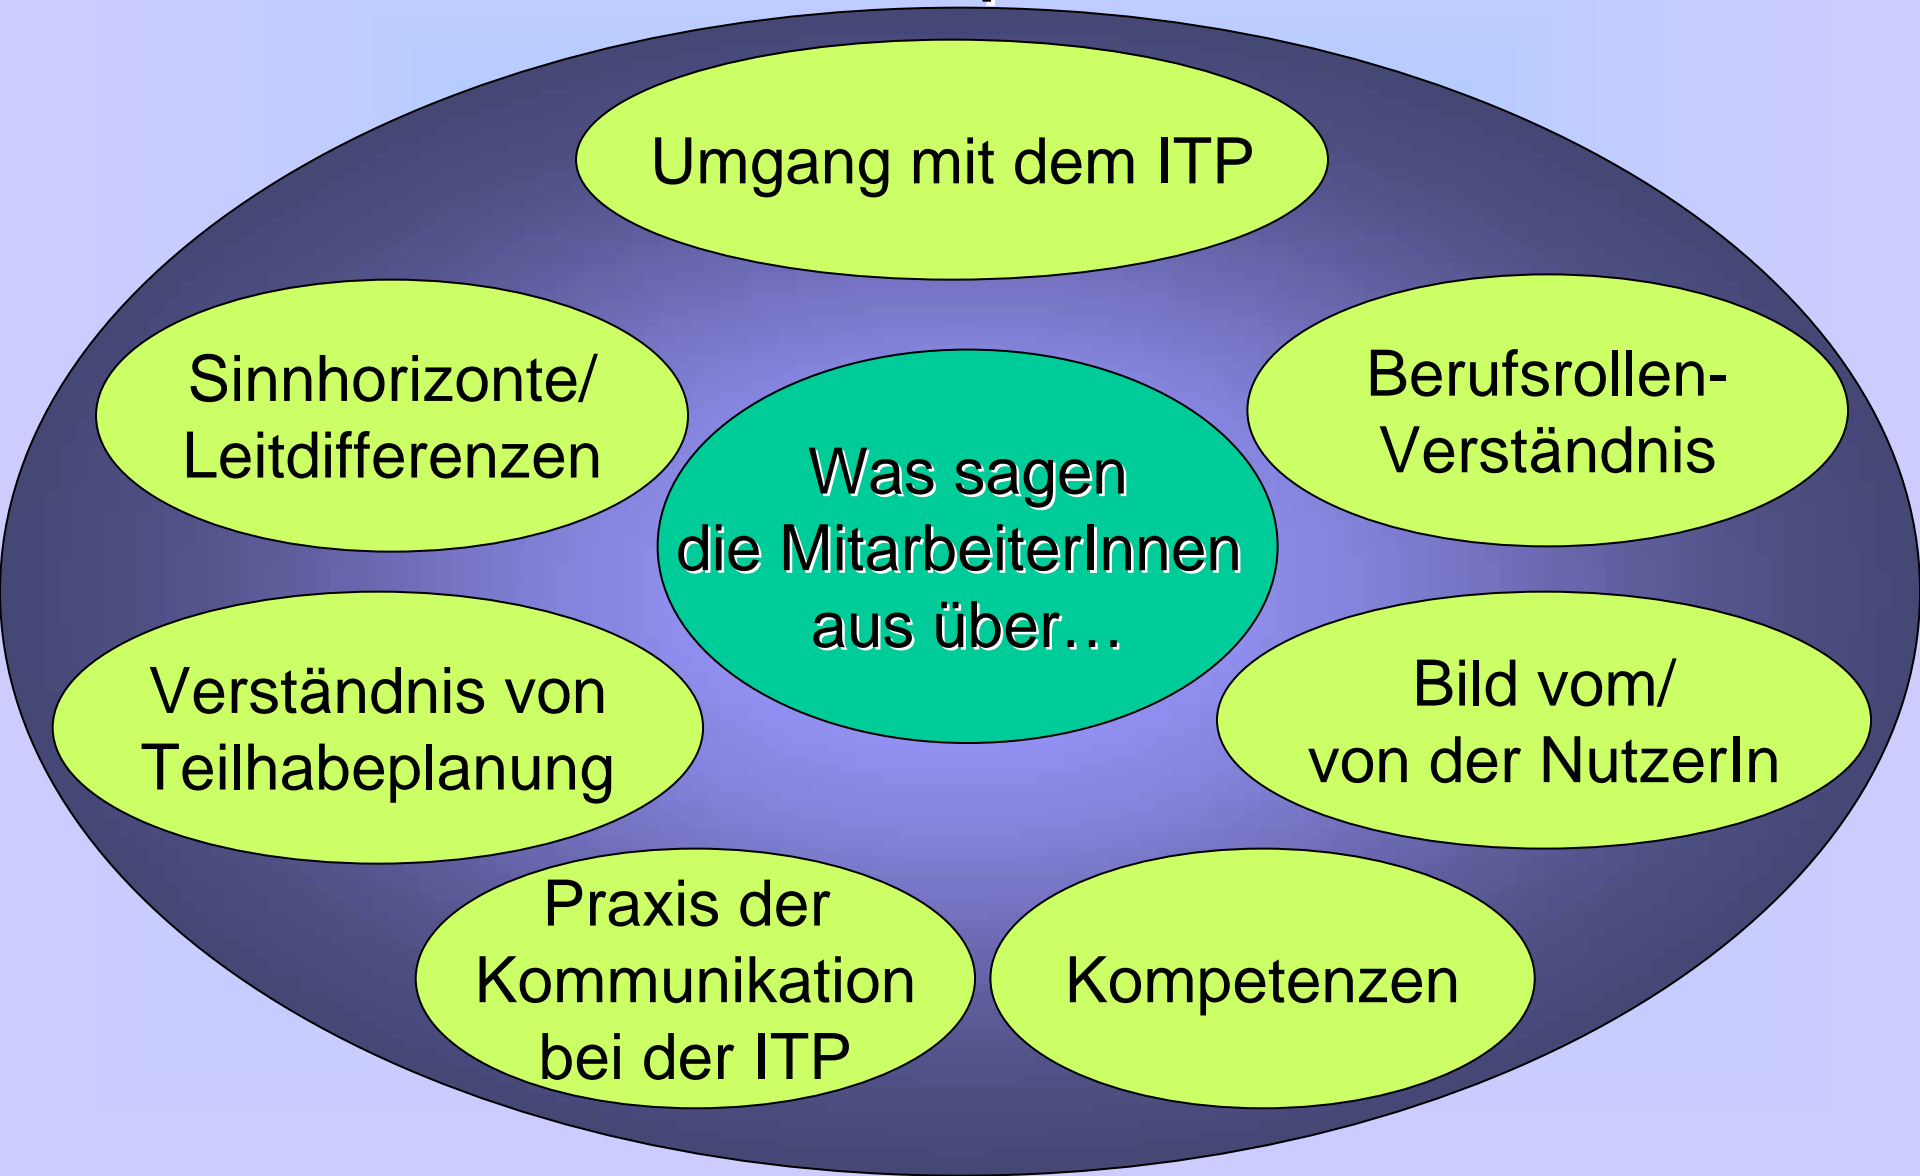 Umgang mit dem ITP
Sinnhorizonte/
Leitdifferenzen
Berufsrollen-
Verständnis
Was sagen
die MitarbeiterInnen
aus über…
Verständnis von
Teilhabeplanung
Bild vom/
von der NutzerIn
Praxis der
Kommunikation
bei der ITP
Kompetenzen